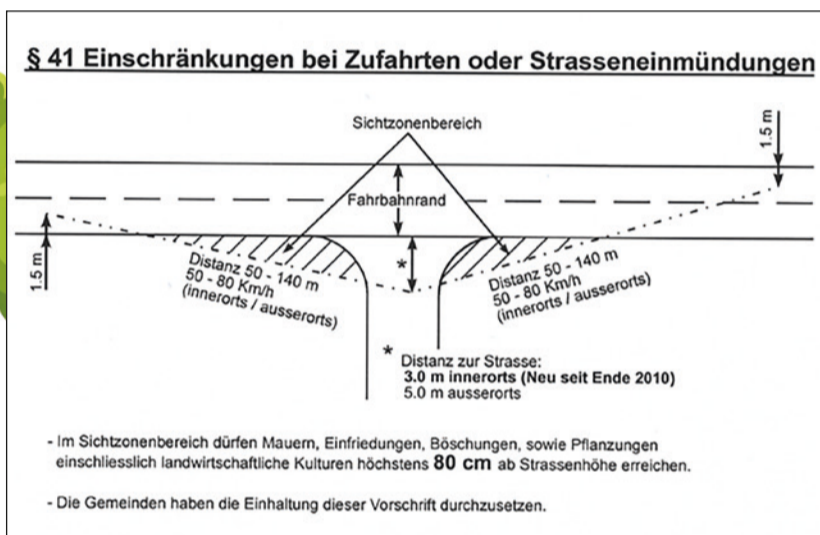 § 41 Einschränkungen bei Zufahrten oder Strasseneinmündungen
Sichtzonenbereich
1.5 m
Fahrbahnrand
1.5 m
*
Distanz 50 - 140 m
50 - 80 Km/h
(innerorts / ausserorts)
Distanz 50 - 140 m
50 - 80 Km/h
(innerorts / ausserorts)
* Distanz zur Strasse:
3.0 m innerorts (Neu seit Ende 2010)
5.0 m ausserorts
- Im Sichtzonenbereich dürfen Mauern, Einfriedungen, Böschungen, sowie Pflanzungen
einschliesslich landwirtschaftliche Kulturen höchstens 80 cm ab Strassenhöhe erreichen.
- Die Gemeinden haben die Einhaltung dieser Vorschrift durchzusetzen.